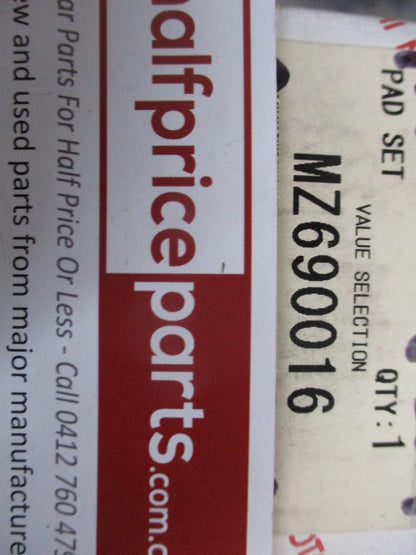 PAD SET
VALUE SELECTION
QTY:1
MZ690016
halfpriceparts.com.
ar Parts For Half Price Or Less - Call 0412 760 47
w and used parts from major manufacture